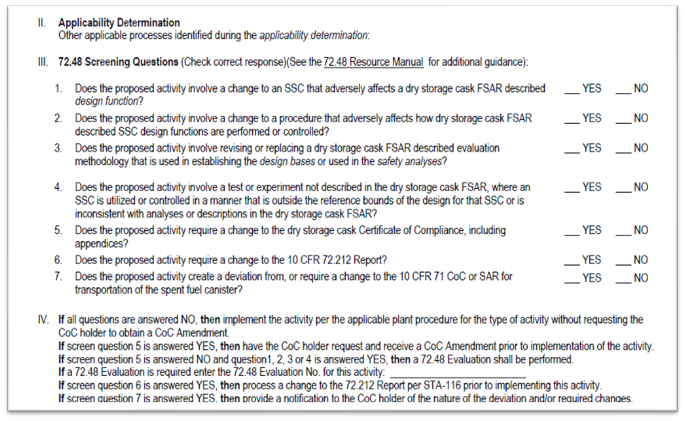 II. Applicability Determination
Other applicable processes identified during the applicability determination:
III. 72.48 Screening Questions (Check correct response)(See the 72.48 Resource Manual for additional guidance):
1. Does the proposed activity involve a change to an SSC that adversely affects a dry storage cask FSAR described ___ YES ___ NO
design function?
2. Does the proposed activity involve a change to a procedure that adversely affects how dry storage cask FSAR ___ YES ___ NO
described SSC design functions are performed or controlled?
3. Does the proposed activity involve revising or replacing a dry storage cask FSAR described evaluation ___ YES ___ NO
methodology that is used in establishing the design bases or used in the safety analyses?
4. Does the proposed activity involve a test or experiment not described in the dry storage cask FSAR, where an ___ YES ___ NO
SSC is utilized or controlled in a manner that is outside the reference bounds of the design for that SSC or is
inconsistent with analyses or descriptions in the dry storage cask FSAR?
5. Does the proposed activity require a change to the dry storage cask Certificate of Compliance, including ___ YES ___ NO
appendices?
6. Does the proposed activity require a change to the 10 CFR 72.212 Report? ___ YES ___ NO
7. Does the proposed activity create a deviation from, or require a change to the 10 CFR 71 CoC or SAR for ___ YES ___ NO
transportation of the spent fuel canister?
IV. If all questions are answered NO, then implement the activity per the applicable plant procedure for the type of activity without requesting the
CoC holder to obtain a CoC Amendment.
If screen question 5 is answered YES, then have the CoC holder request and receive a CoC Amendment prior to implementation of the activity.
If screen question 5 is answered NO and question1, 2, 3 or 4 is answered YES, then a 72.48 Evaluation shall be performed.
If a 72.48 Evaluation is required enter the 72.48 Evaluation No. for this activity: ___
If screen question 6 is answered YES, then process a change to the 72.212 Report per STA-116 prior to implementing this activity.
If screen question 7 is answered YES, then provide a notification to the CoC holder of the nature of the deviation and/or required changes.